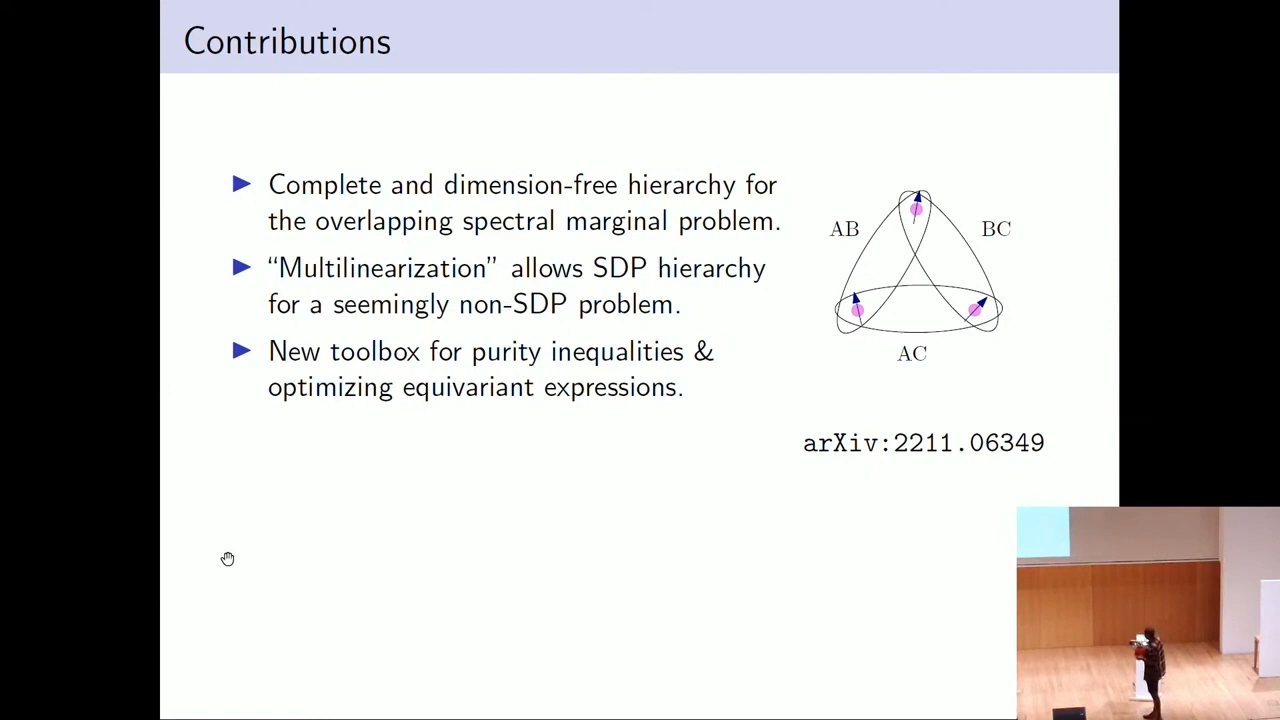 Contributions
Complete and dimension-free hierarchy for
the overlapping spectral marginal problem.
“Multilinearization” allows SDP hierarchy
for a seemingly non-SDP problem.
New toolbox for purity inequalities &
optimizing equivariant expressions.
AB
BC
AC
arXiv:2211.06349